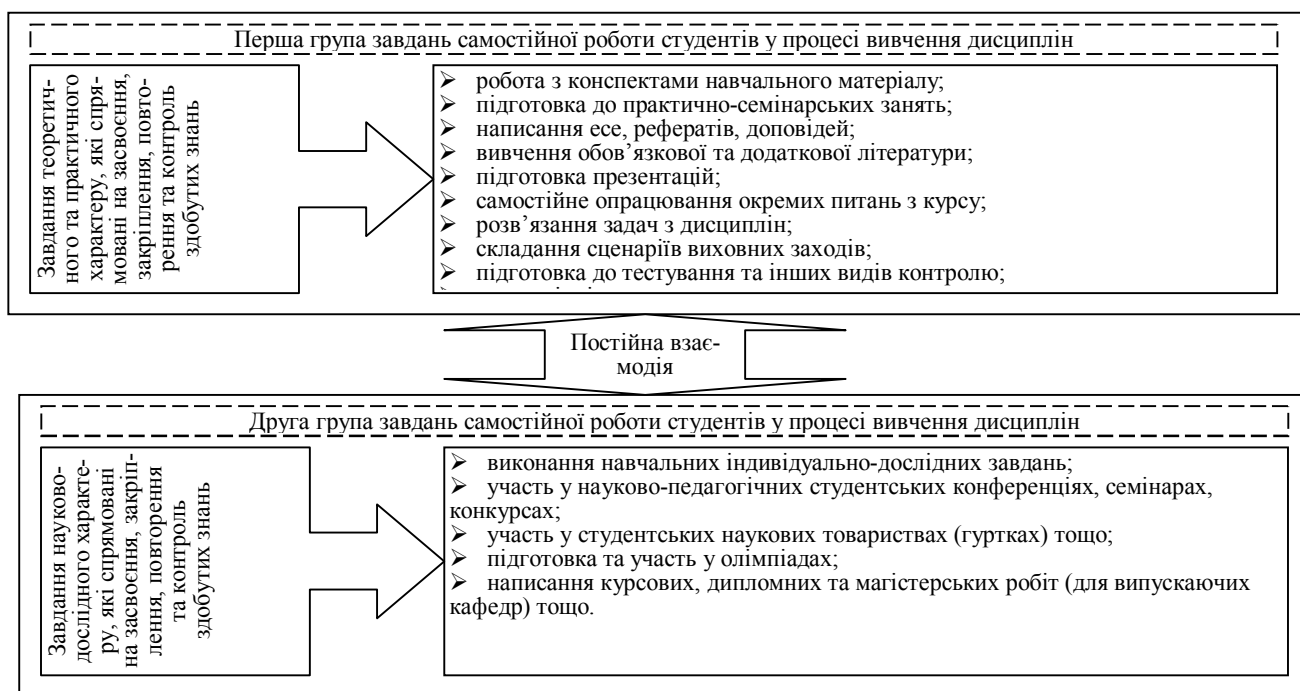 Перша група завдань самостійної роботи студентів у процесі вивчення дисциплін
Завдання теоретич-
ного та практичного
характеру, які спря-
мовані на засвоєння,
закріплення, повто-
рення та контроль
здобутих знань
➢ робота з конспектами навчального матеріалу;
➢ підготовка до практично-семінарських занять;
➢ написання есе, рефератів, доповідей;
➢ вивчення обов’язкової та додаткової літератури;
➢ підготовка презентацій;
➢ самостійне опрацювання окремих питань з курсу;
➢ розв’язання задач з дисциплін;
➢ складання сценаріїв виховних заходів;
➢ підготовка до тестування та інших видів контролю;
Постійна взає-
модія
Друга група завдань самостійної роботи студентів у процесі вивчення дисциплін
Завдання науково-
дослідного характе-
ру, які спрямовані
на засвоєння, закріп-
лення, повторення
та контроль
здобутих знань
➢ виконання навчальних індивідуально-дослідних завдань;
➢ участь у науково-педагогічних студентських конференціях, семінарах,
конкурсах;
➢ участь у студентських наукових товариствах (гуртках) тощо;
➢ підготовка та участь у олімпіадах;
➢ написання курсових, дипломних та магістерських робіт (для випускаючих
кафедр) тощо.